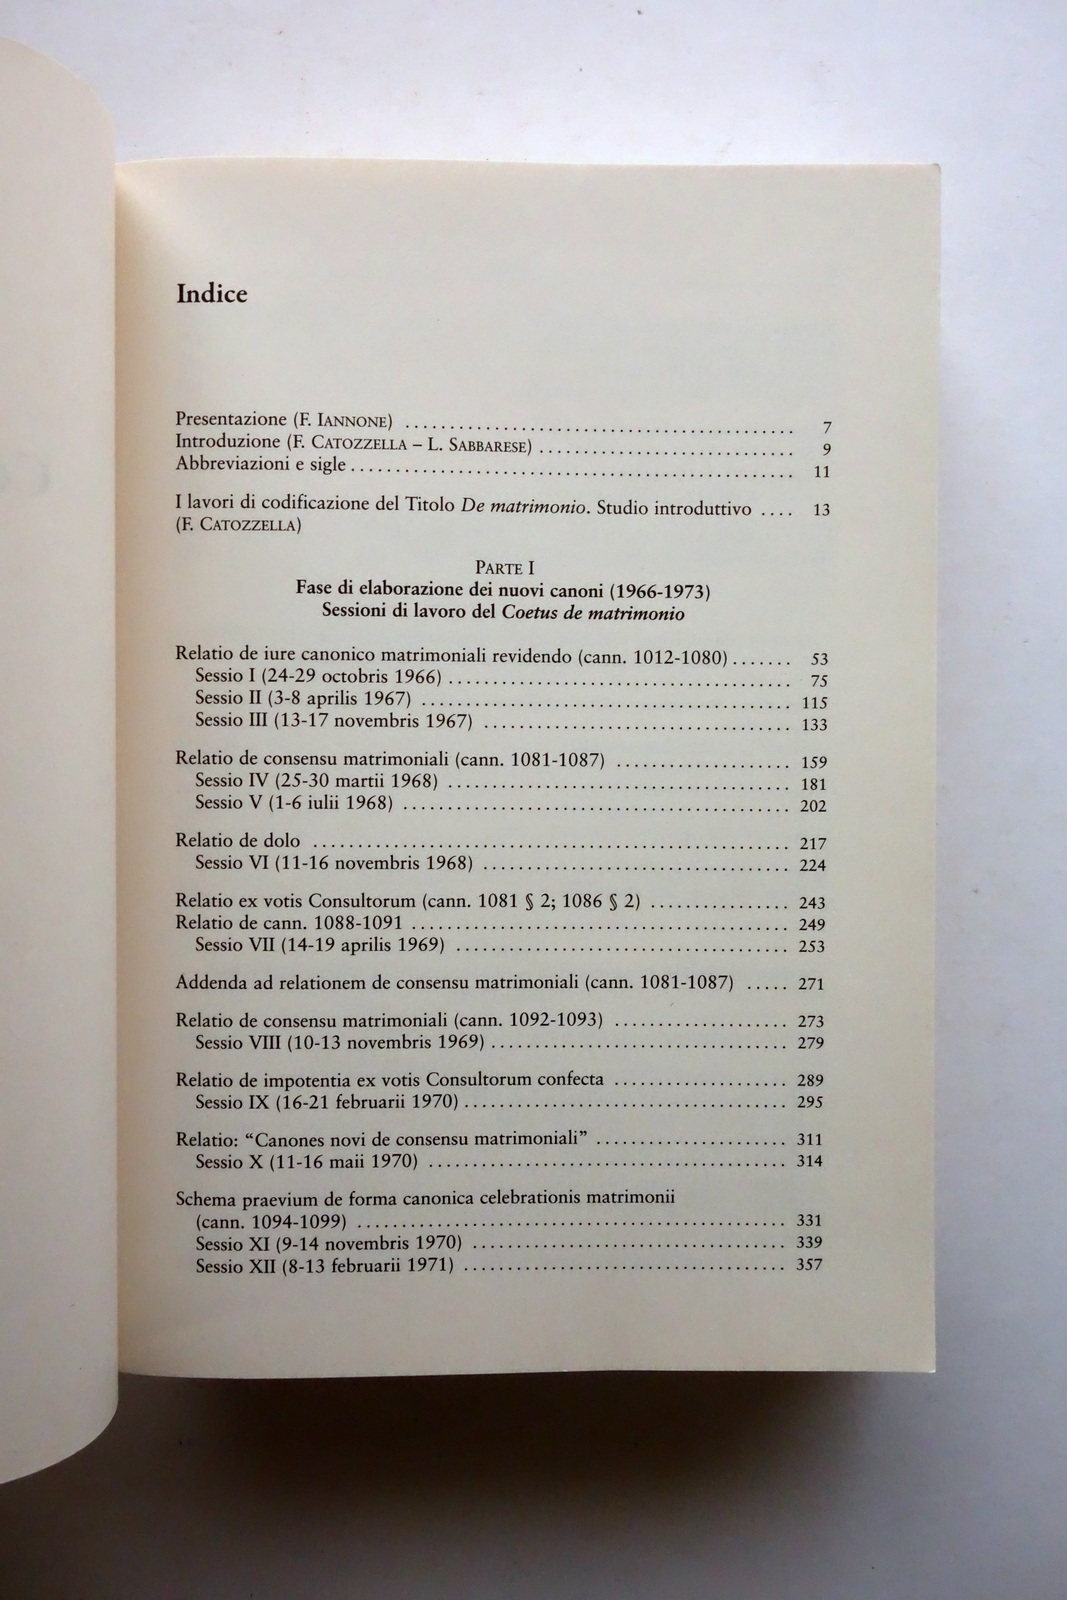 Indice
Presentazione (F. IANNONE) ........................................ 7
Introduzione (F. CATOZZELLA – L. SABBARESE) ........................ 9
Abbreviazioni e sigle ............................................. 11
I lavori di codificazione del Titolo De matrimonio. Studio introduttivo .... 13
(F. CATOZZELLA)
PARTE I
Fase di elaborazione dei nuovi canoni (1966-1973)
Sessioni di lavoro del Coetus de matrimonio
Relatio de iure canonico matrimoniali revidendo (cann. 1012-1080) ....... 53
Sessio I (24-29 octobris 1966) .................................... 75
Sessio II (3-8 aprilis 1967) ...................................... 115
Sessio III (13-17 novembris 1967) ................................. 133
Relatio de consensu matrimoniali (cann. 1081-1087) .................... 159
Sessio IV (25-30 martii 1968) ..................................... 181
Sessio V (1-6 iulii 1968) ......................................... 202
Relatio de dolo ................................................... 217
Sessio VI (11-16 novembris 1968) .................................. 224
Relatio ex votis Consultorum (cann. 1081 § 2; 1086 § 2) ................ 243
Relatio de cann. 1088-1091 ........................................ 249
Sessio VII (14-19 aprilis 1969) ................................... 253
Addenda ad relationem de consensu matrimoniali (cann. 1081-1087) ..... 271
Relatio de consensu matrimoniali (cann. 1092-1093) .................... 273
Sessio VIII (10-13 novembris 1969) ................................ 279
Relatio de impotentia ex votis Consultorum confecta .................... 289
Sessio IX (16-21 februarii 1970) .................................. 295
Relatio: “Canones novi de consensu matrimoniali” ...................... 311
Sessio X (11-16 maii 1970) ........................................ 314
Schema praevium de forma canonica celebrationis matrimonii
(cann. 1094-1099) ................................................. 331
Sessio XI (9-14 novembris 1970) ................................... 339
Sessio XII (8-13 februarii 1971) .................................. 357